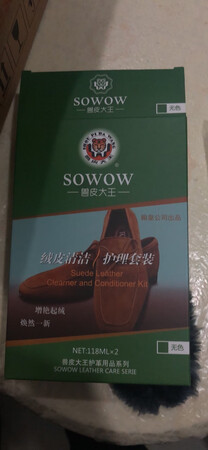 SOWOW
兽皮大王
无色
SOWOW
兽皮大王
绒皮清洁/护理套装
Suede Leather
Cleaner and Conditioner Kit
增艳起绒
焕然一新
NET:118ML×2
无色
兽皮大王护革用品系列
SOWOW LEATHER CARE SERIE